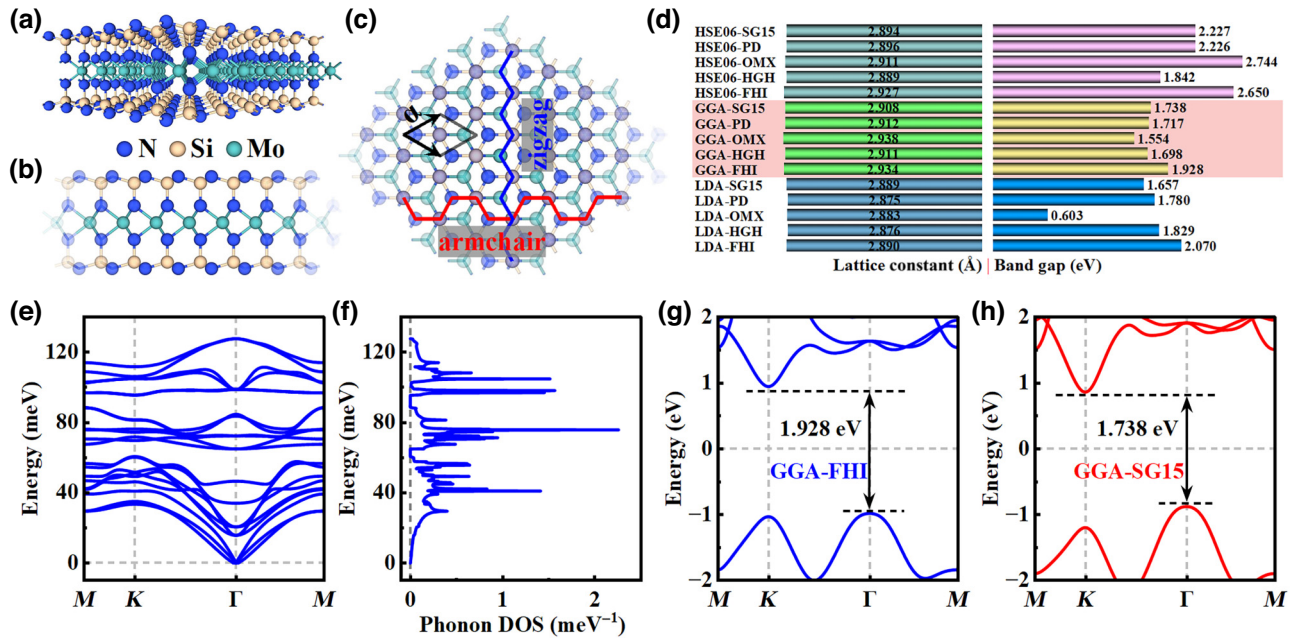 (a)
N Si Mo
(b)
(c)
a
zigzag
armchair
(d)
HSE06-SG15 2.894 2.227
HSE06-PD 2.896 2.226
HSE06-OMX 2.911 2.744
HSE06-HGH 2.889 1.842
HSE06-FHI 2.927 2.650
GGA-SG15 2.908 1.738
GGA-PD 2.912 1.717
GGA-OMX 2.938 1.554
GGA-HGH 2.911 1.698
GGA-FHI 2.934 1.928
LDA-SG15 2.889 1.657
LDA-PD 2.875 1.780
LDA-OMX 2.883 0.603
LDA-HGH 2.876 1.829
LDA-FHI 2.890 2.070
Lattice constant (Å) | Band gap (eV)
(e)
Energy (meV)
120
80
40
0
M K Γ M
(f)
Energy (meV)
120
80
40
0
0 1 2
Phonon DOS (meV⁻¹)
(g)
Energy (eV)
2
1
0
−1
−2
1.928 eV
GGA-FHI
M K Γ M
(h)
Energy (eV)
2
1
0
−1
−2
1.738 eV
GGA-SG15
M K Γ M